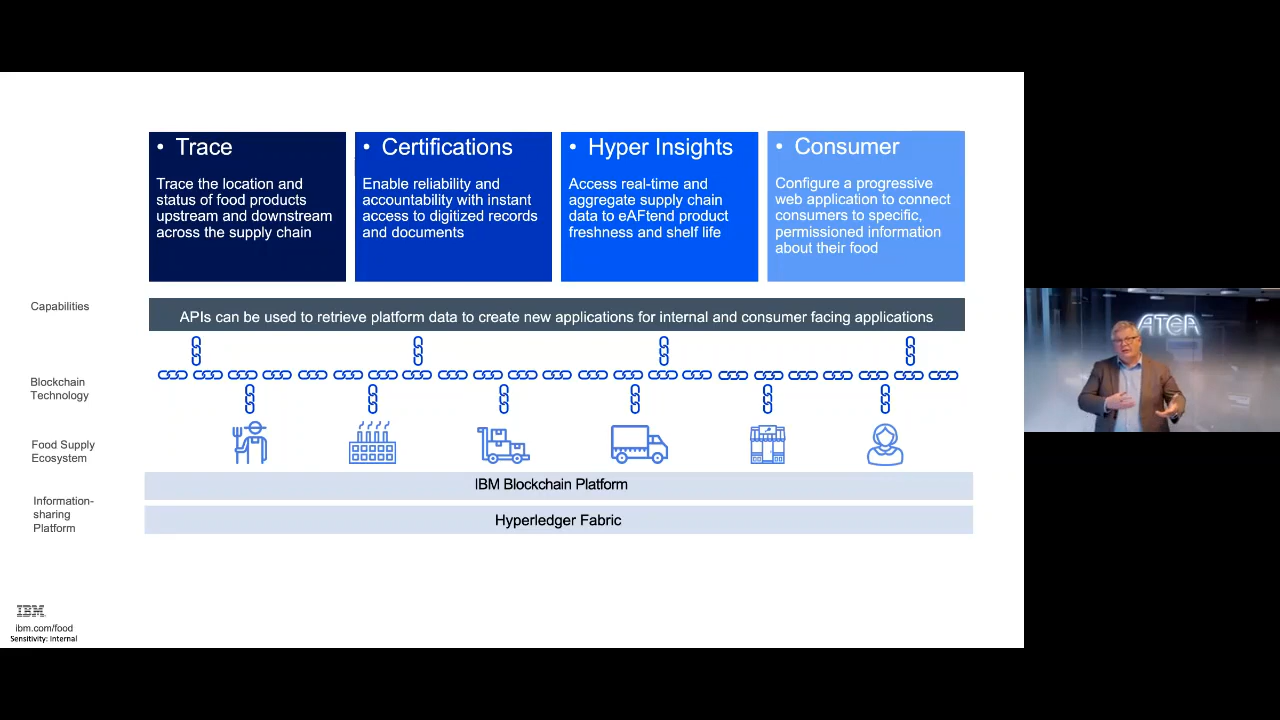 • Trace
Trace the location and
status of food products
upstream and downstream
across the supply chain
• Certifications
Enable reliability and
accountability with instant
access to digitized records
and documents
• Hyper Insights
Access real-time and
aggregate supply chain
data to eAFtend product
freshness and shelf life
• Consumer
Configure a progressive
web application to connect
consumers to specific,
permissioned information
about their food
Capabilities
APIs can be used to retrieve platform data to create new applications for internal and consumer facing applications
Blockchain
Technology
Food Supply
Ecosystem
Information-
sharing
Platform
IBM Blockchain Platform
Hyperledger Fabric
IBM
ibm.com/food
Sensitivity: Internal
ATEA